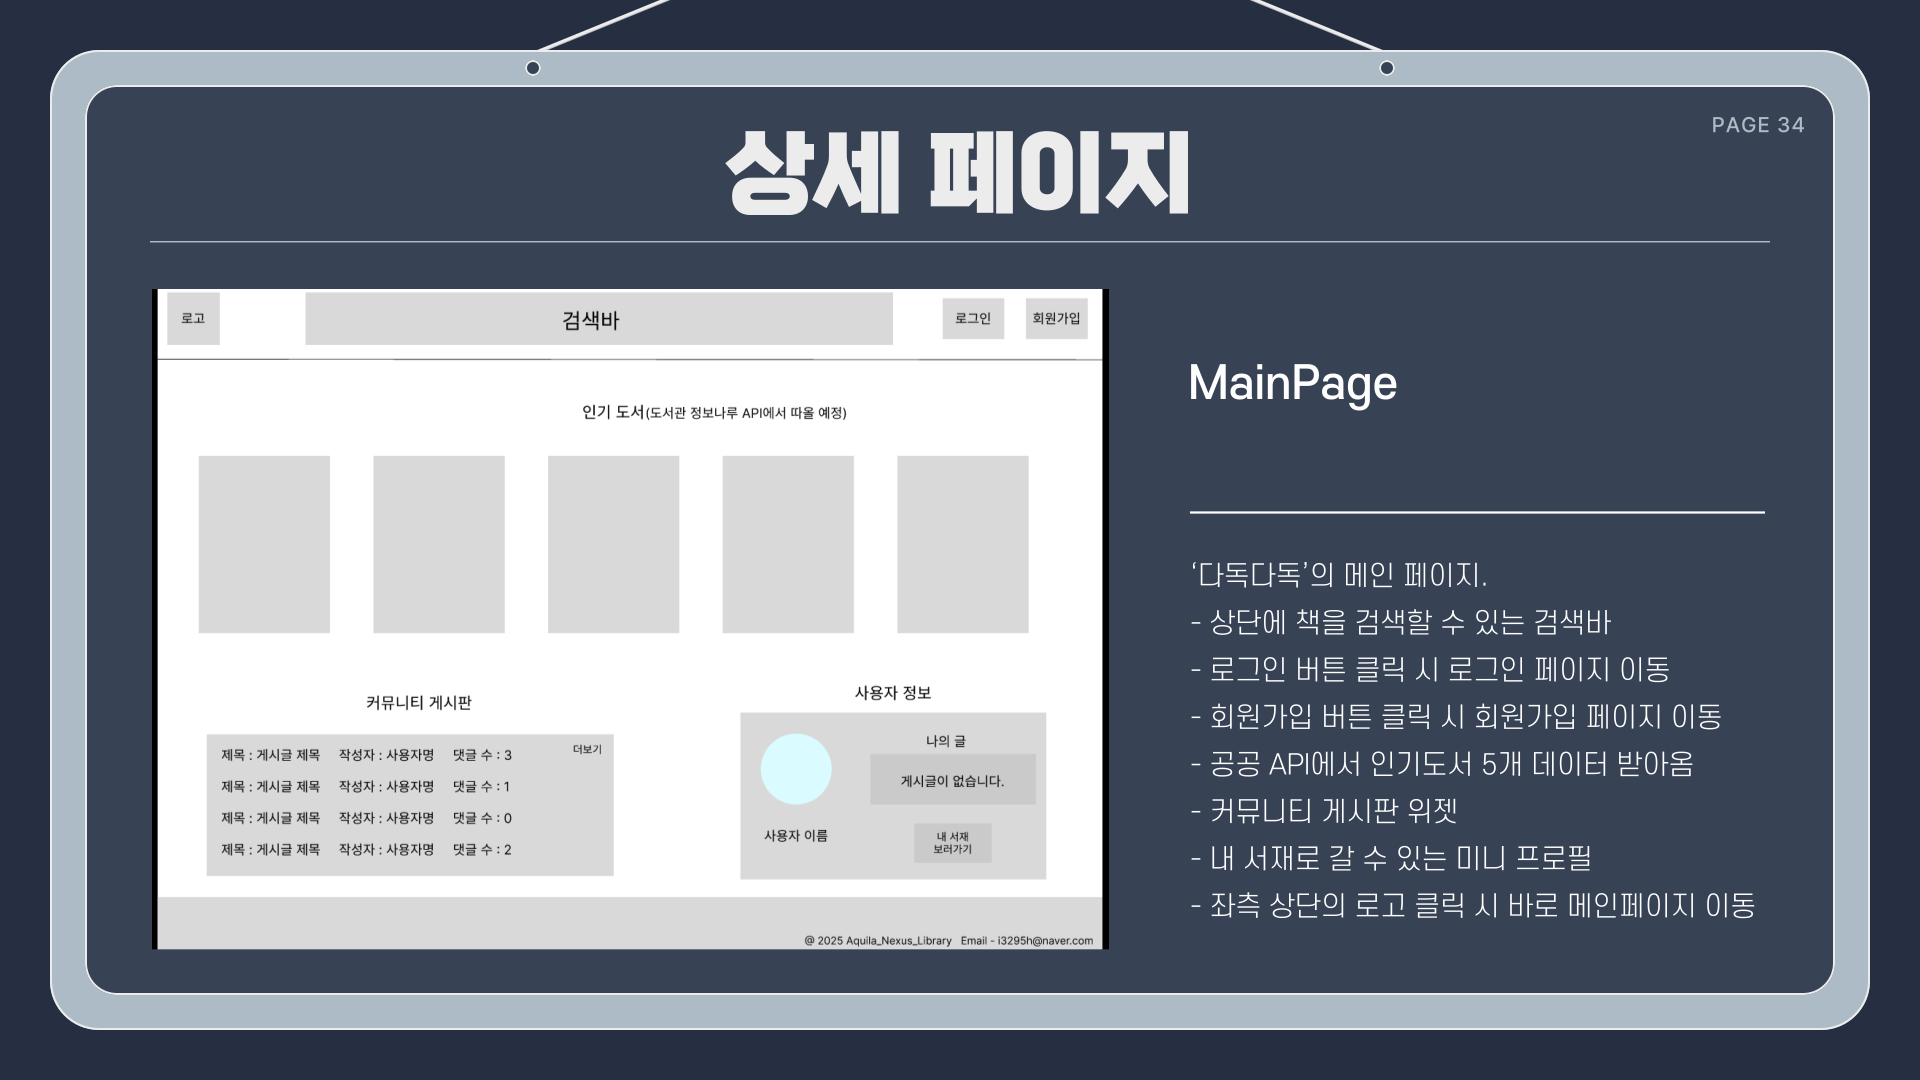 PAGE 34
상세 페이지
로고
검색바
로그인
회원가입
인기 도서(도서관 정보나루 API에서 따올 예정)
커뮤니티 게시판
제목 : 게시글 제목 작성자 : 사용자명 댓글 수 : 3
더보기
제목 : 게시글 제목 작성자 : 사용자명 댓글 수 : 1
제목 : 게시글 제목 작성자 : 사용자명 댓글 수 : 0
제목 : 게시글 제목 작성자 : 사용자명 댓글 수 : 2
사용자 정보
나의 글
게시글이 없습니다.
사용자 이름
내 서재
보러가기
@ 2025 Aquila_Nexus_Library Email - i3295h@naver.com
MainPage
‘다독다독’의 메인 페이지.
- 상단에 책을 검색할 수 있는 검색바
- 로그인 버튼 클릭 시 로그인 페이지 이동
- 회원가입 버튼 클릭 시 회원가입 페이지 이동
- 공공 API에서 인기도서 5개 데이터 받아옴
- 커뮤니티 게시판 위젯
- 내 서재로 갈 수 있는 미니 프로필
- 좌측 상단의 로고 클릭 시 바로 메인페이지 이동